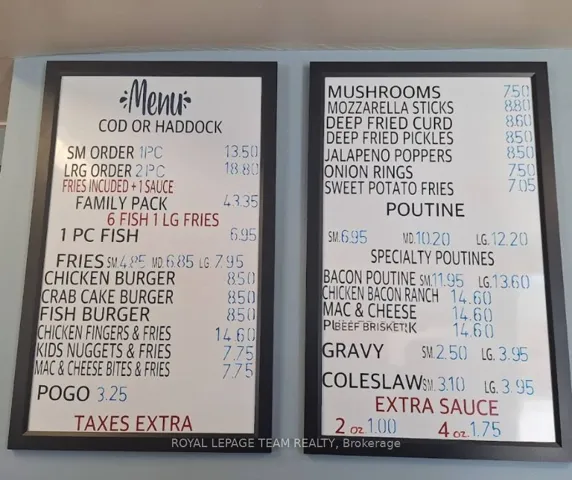 Menu
COD OR HADDOCK
SM ORDER 1PC 13.50
LRG ORDER 2PC 18.80
FRIES INCLUDED + 1 SAUCE
FAMILY PACK 43.35
6 FISH 1 LG FRIES
1 PC FISH 6.95
FRIES SM. 4.85 MD. 6.85 LG. 7.95
CHICKEN BURGER 8.50
CRAB CAKE BURGER 8.50
FISH BURGER 8.50
CHICKEN FINGERS & FRIES 14.60
KIDS NUGGETS & FRIES 7.75
MAC & CHEESE BITES & FRIES 7.75
POGO 3.25
TAXES EXTRA
MUSHROOMS 7.50
MOZZARELLA STICKS 8.80
DEEP FRIED CURD 8.60
DEEP FRIED PICKLES 8.50
JALAPENO POPPERS 8.50
ONION RINGS 7.50
SWEET POTATO FRIES 7.05
POUTINE
SM. 6.95 MD. 10.20 LG. 12.20
SPECIALTY POUTINES
BACON POUTINE SM. 11.95 LG. 13.60
CHICKEN BACON RANCH 14.60
MAC & CHEESE 14.60
BEEF BRISKET 14.60
GRAVY SM. 2.50 LG. 3.95
COLESLAW SM. 3.10 LG. 3.95
EXTRA SAUCE
2 oz. 1.00 4 oz. 1.75
ROYAL LEPAGE TEAM REALTY, Brokerage